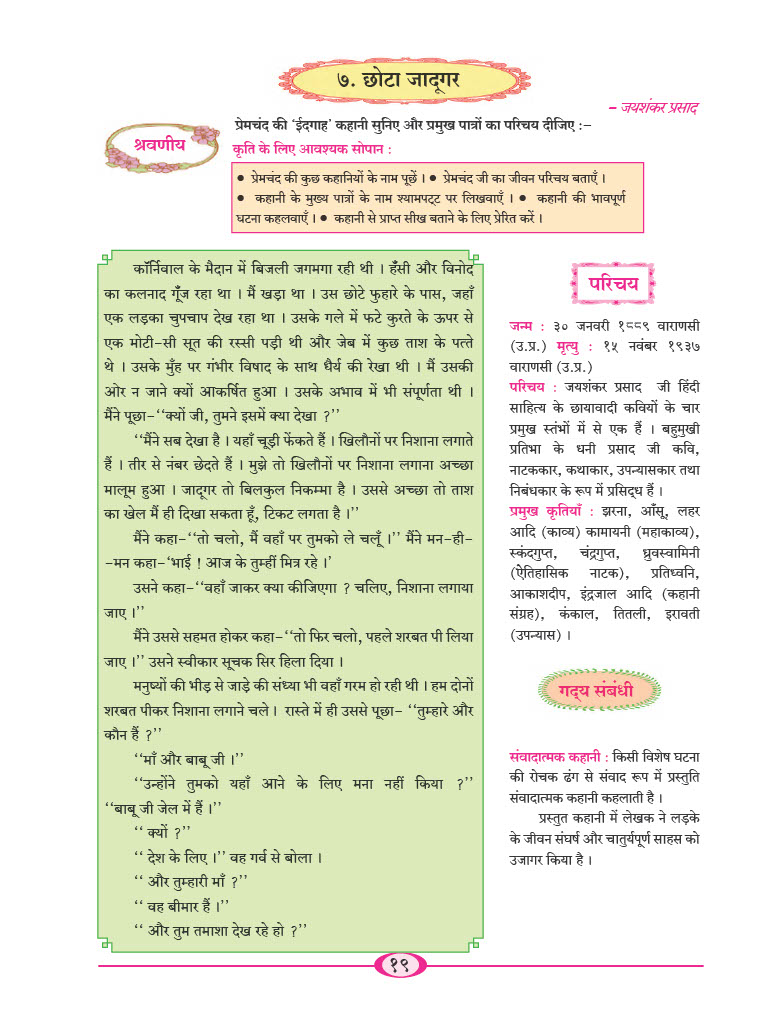 ७. छोटा जादूगर
– जयशंकर प्रसाद
श्रवणीय
प्रेमचंद की ‘ईदगाह’ कहानी सुनिए और प्रमुख पात्रों का परिचय दीजिए :–
कृति के लिए आवश्यक सोपान :
● प्रेमचंद की कुछ कहानियों के नाम पूछें । ● प्रेमचंद जी का जीवन परिचय बताएँ ।
● कहानी के मुख्य पात्रों के नाम श्यामपट्ट पर लिखवाएँ । ● कहानी की भावपूर्ण
घटना कहलवाएँ । ● कहानी से प्राप्त सीख बताने के लिए प्रेरित करें ।
कॉर्निवाल के मैदान में बिजली जगमगा रही थी । हँसी और विनोद
का कलनाद गूँज रहा था । मैं खड़ा था । उस छोटे फुहारे के पास, जहाँ
एक लड़का चुपचाप देख रहा था । उसके गले में फटे कुरते के ऊपर से
एक मोटी-सी सूत की रस्सी पड़ी थी और जेब में कुछ ताश के पत्ते
थे । उसके मुँह पर गंभीर विषाद के साथ धैर्य की रेखा थी । मैं उसकी
ओर न जाने क्यों आकर्षित हुआ । उसके अभाव में भी संपूर्णता थी ।
मैंने पूछा-‘‘क्यों जी, तुमने इसमें क्या देखा ?’’
‘‘मैंने सब देखा है । यहाँ चूड़ी फेंकते हैं । खिलौनों पर निशाना लगाते
हैं । तीर से नंबर छेदते हैं । मुझे तो खिलौनों पर निशाना लगाना अच्छा
मालूम हुआ । जादूगर तो बिलकुल निकम्मा है । उससे अच्छा तो ताश
का खेल मैं ही दिखा सकता हूँ, टिकट लगता है ।’’
मैंने कहा-‘‘तो चलो, मैं वहाँ पर तुमको ले चलूँ ।’’ मैंने मन-ही-
-मन कहा-‘भाई ! आज के तुम्हीं मित्र रहे ।’
उसने कहा-‘‘वहाँ जाकर क्या कीजिएगा ? चलिए, निशाना लगाया
जाए ।’’
मैंने उससे सहमत होकर कहा-‘‘तो फिर चलो, पहले शरबत पी लिया
जाए ।’’ उसने स्वीकार सूचक सिर हिला दिया ।
मनुष्यों की भीड़ से जाड़े की संध्या भी वहाँ गरम हो रही थी । हम दोनों
शरबत पीकर निशाना लगाने चले । रास्ते में ही उससे पूछा- ‘‘तुम्हारे और
कौन हैं ?’’
‘‘माँ और बाबू जी ।’’
‘‘उन्होंने तुमको यहाँ आने के लिए मना नहीं किया ?’’
‘‘बाबू जी जेल में हैं ।’’
‘‘ क्यों ?’’
‘‘ देश के लिए ।’’ वह गर्व से बोला ।
‘‘ और तुम्हारी माँ ?’’
‘‘ वह बीमार हैं ।’’
‘‘ और तुम तमाशा देख रहे हो ?’’
परिचय
जन्म : ३० जनवरी १८८९ वाराणसी
(उ.प्र.) मृत्यु : १५ नवंबर १९३७
वाराणसी (उ.प्र.)
परिचय : जयशंकर प्रसाद जी हिंदी
साहित्य के छायावादी कवियों के चार
प्रमुख स्तंभों में से एक हैं । बहुमुखी
प्रतिभा के धनी प्रसाद जी कवि,
नाटककार, कथाकार, उपन्यासकार तथा
निबंधकार के रूप में प्रसिद्ध हैं ।
प्रमुख कृतियाँ : झरना, आँसू, लहर
आदि (काव्य) कामायनी (महाकाव्य),
स्कंदगुप्त, चंद्रगुप्त, ध्रुवस्वामिनी
(ऐतिहासिक नाटक), प्रतिध्वनि,
आकाशदीप, इंद्रजाल आदि (कहानी
संग्रह), कंकाल, तितली, इरावती
(उपन्यास) ।
गद्य संबंधी
संवादात्मक कहानी : किसी विशेष घटना
की रोचक ढंग से संवाद रूप में प्रस्तुति
संवादात्मक कहानी कहलाती है ।
प्रस्तुत कहानी में लेखक ने लड़के
के जीवन संघर्ष और चातुर्यपूर्ण साहस को
उजागर किया है ।
१९